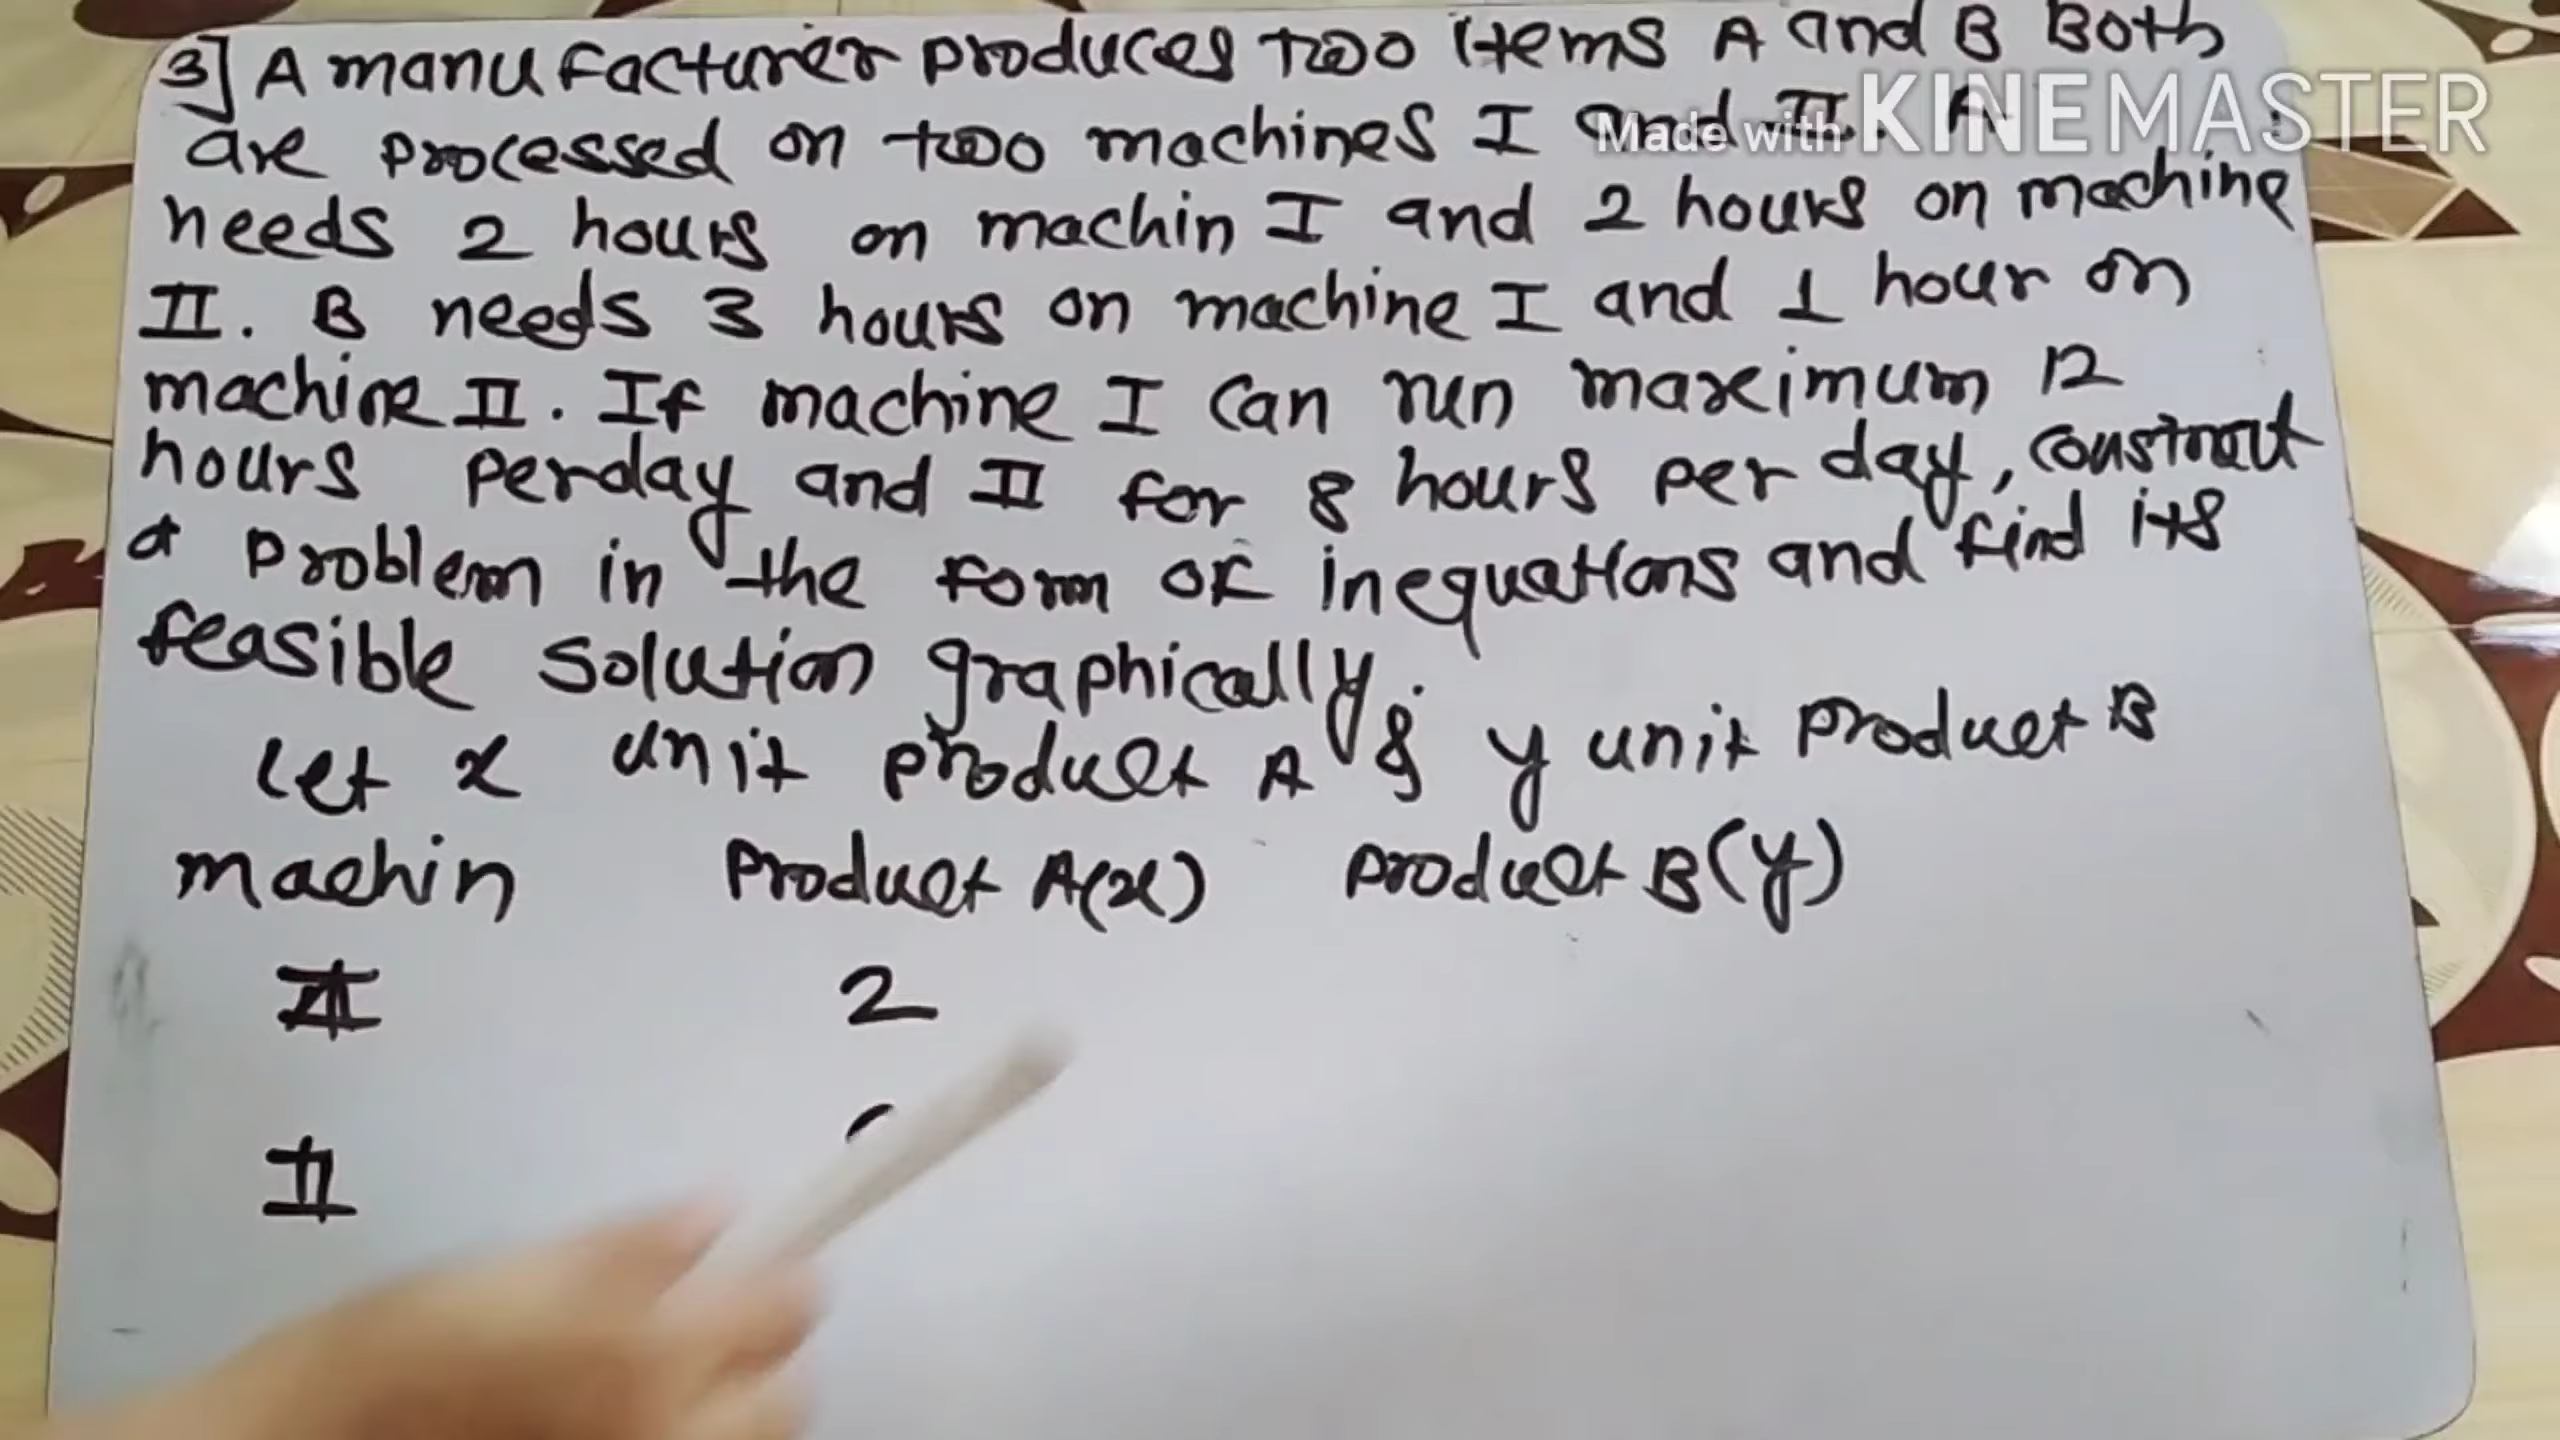 3] A manufacturer produces two items A and B Both
are processed on two machines I and II. A
Made with KINEMASTER
needs 2 hours on machin I and 2 hours on machine
II. B needs 3 hours on machine I and 1 hour on
machine II. If machine I can run maximum 12
hours perday and II for 8 hours per day, construct
a problem in the form of inequations and find its
feasible solution graphically.
Let x unit product A & y unit product B
machin Product A(x) product B(y)
2
II